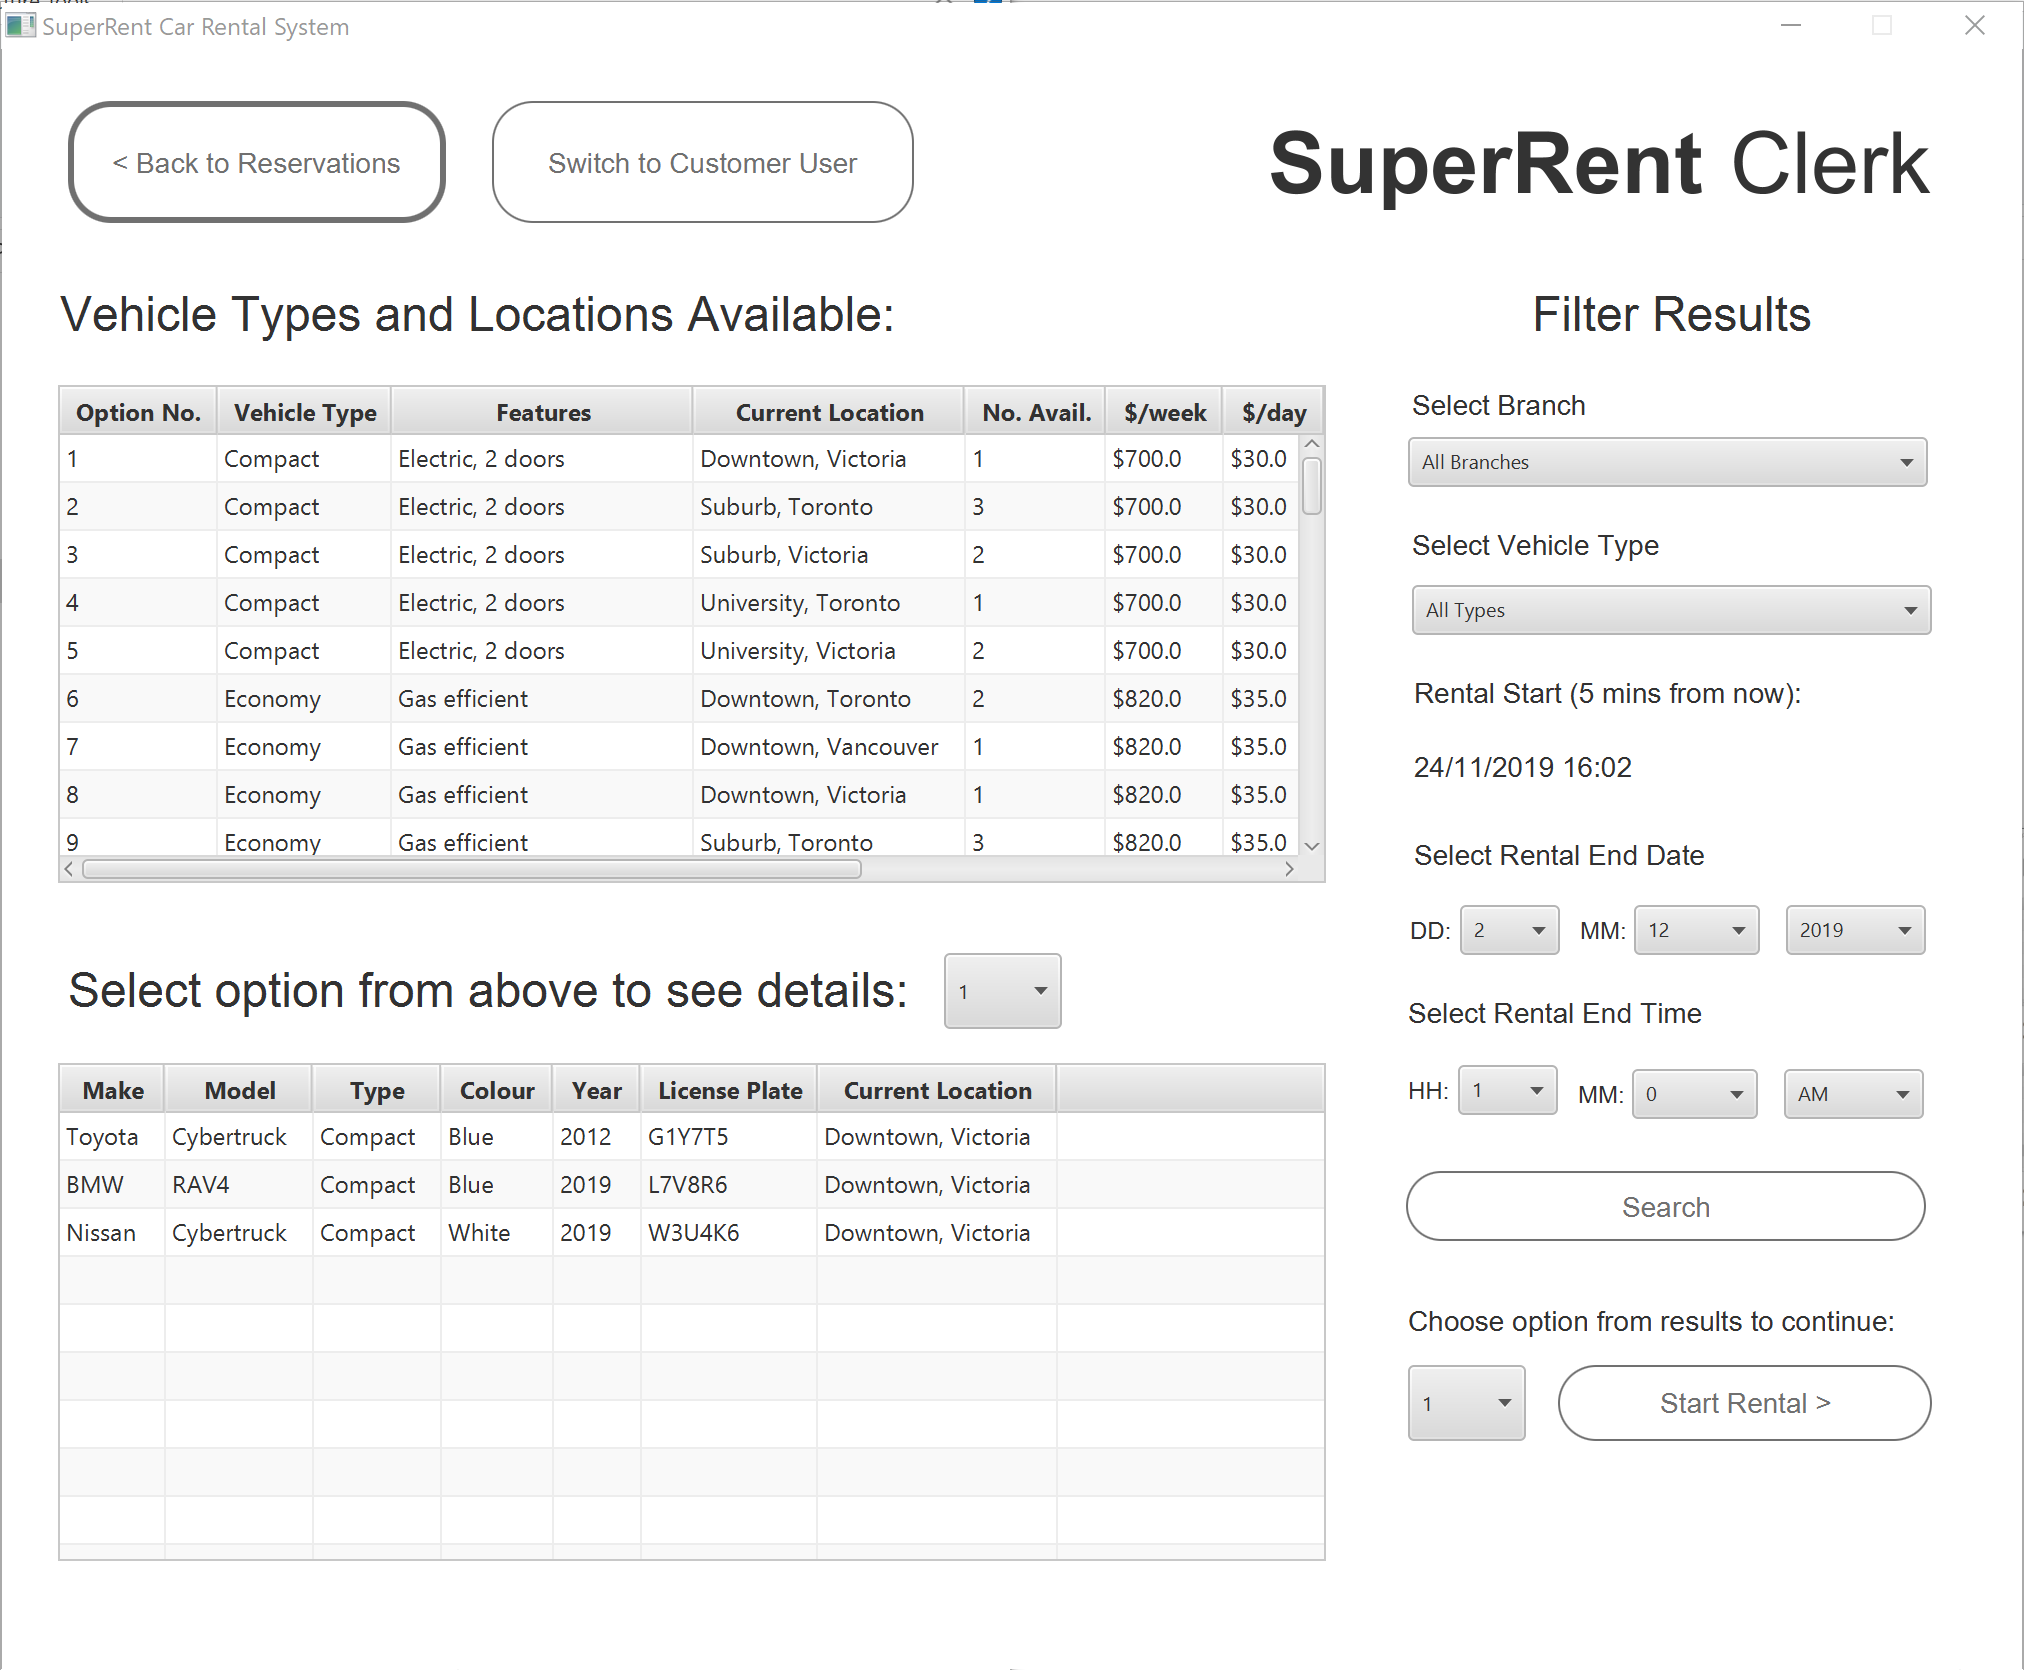 SuperRent Car Rental System
< Back to Reservations
Switch to Customer User
SuperRent Clerk
Vehicle Types and Locations Available:
Option No. Vehicle Type Features Current Location No. Avail. $/week $/day
1 Compact Electric, 2 doors Downtown, Victoria 1 $700.0 $30.0
2 Compact Electric, 2 doors Suburb, Toronto 3 $700.0 $30.0
3 Compact Electric, 2 doors Suburb, Victoria 2 $700.0 $30.0
4 Compact Electric, 2 doors University, Toronto 1 $700.0 $30.0
5 Compact Electric, 2 doors University, Victoria 2 $700.0 $30.0
6 Economy Gas efficient Downtown, Toronto 2 $820.0 $35.0
7 Economy Gas efficient Downtown, Vancouver 1 $820.0 $35.0
8 Economy Gas efficient Downtown, Victoria 1 $820.0 $35.0
9 Economy Gas efficient Suburb, Toronto 3 $820.0 $35.0
Select option from above to see details: 1
Make Model Type Colour Year License Plate Current Location
Toyota Cybertruck Compact Blue 2012 G1Y7T5 Downtown, Victoria
BMW RAV4 Compact Blue 2019 L7V8R6 Downtown, Victoria
Nissan Cybertruck Compact White 2019 W3U4K6 Downtown, Victoria
Filter Results
Select Branch
All Branches
Select Vehicle Type
All Types
Rental Start (5 mins from now):
24/11/2019 16:02
Select Rental End Date
DD: 2 MM: 12 2019
Select Rental End Time
HH: 1 MM: 0 AM
Search
Choose option from results to continue:
1 Start Rental >